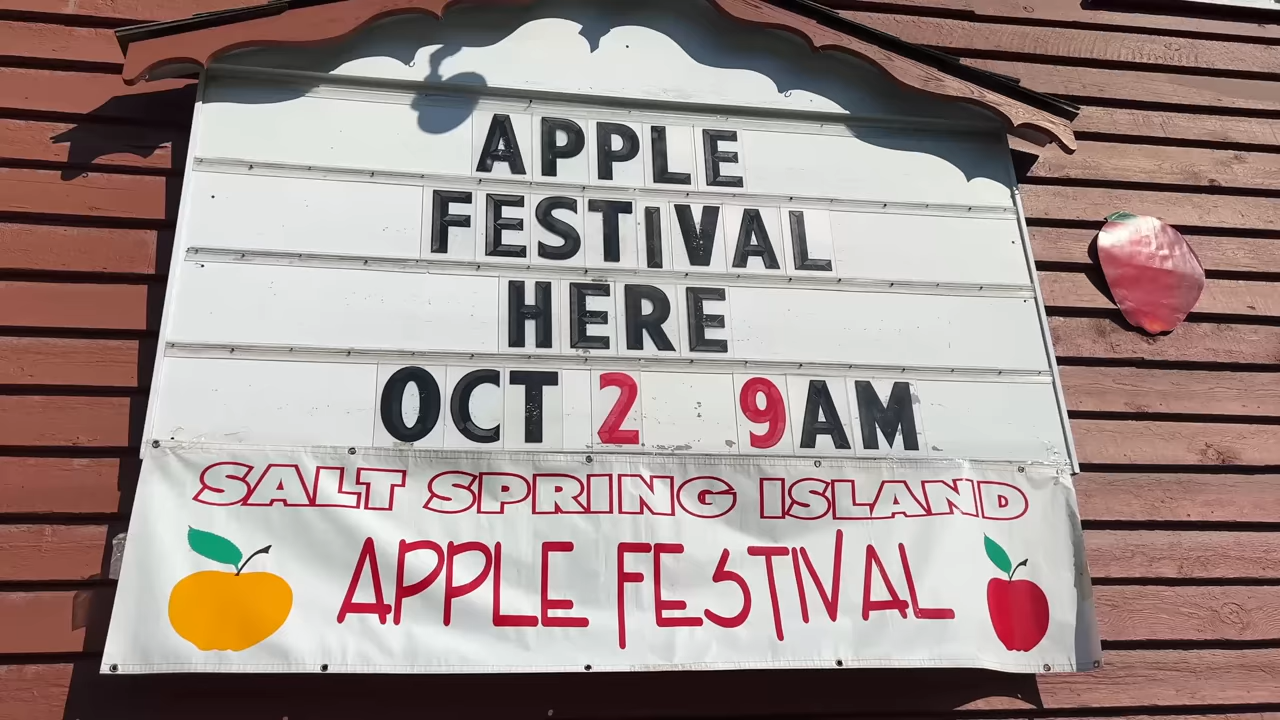 APPLE
FESTIVAL
HERE
OCT 2 9AM
SALT SPRING ISLAND
APPLE FESTIVAL